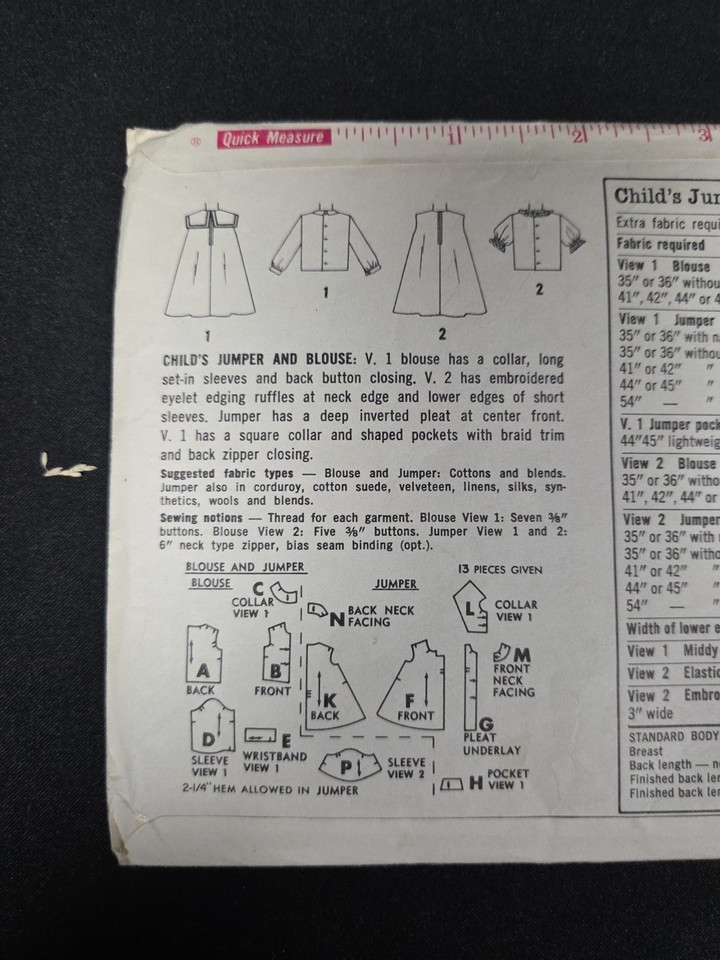 ® Quick Measure 1 2 3
1
1
2
2
CHILD'S JUMPER AND BLOUSE: V. 1 blouse has a collar, long
set-in sleeves and back button closing. V. 2 has embroidered
eyelet edging ruffles at neck edge and lower edges of short
sleeves. Jumper has a deep inverted pleat at center front.
V. 1 has a square collar and shaped pockets with braid trim
and back zipper closing.
Suggested fabric types — Blouse and Jumper: Cottons and blends.
Jumper also in corduroy, cotton suede, velveteen, linens, silks, syn-
thetics, wools and blends.
Sewing notions — Thread for each garment. Blouse View 1: Seven ⅜"
buttons. Blouse View 2: Five ⅜" buttons. Jumper View 1 and 2:
6" neck type zipper, bias seam binding (opt.).
BLOUSE AND JUMPER
13 PIECES GIVEN
BLOUSE
JUMPER
C
COLLAR
VIEW 1
N
BACK NECK
FACING
L
COLLAR
VIEW 1
A
BACK
B
FRONT
K
BACK
F
FRONT
M
FRONT
NECK
FACING
G
PLEAT
UNDERLAY
D
SLEEVE
VIEW 1
E
WRISTBAND
VIEW 1
P
SLEEVE
VIEW 2
H
POCKET
VIEW 1
2-1/4" HEM ALLOWED IN JUMPER
Child's Jum
Extra fabric requi
Fabric required
View 1 Blouse
35" or 36" withou
41", 42", 44" or 4
View 1 Jumper
35" or 36" with n
35" or 36" withou
41" or 42" "
44" or 45" "
54" — "
V. 1 Jumper pock
44"45" lightweig
View 2 Blouse
35" or 36" witho
41", 42", 44" or
View 2 Jumper
35" or 36" with
35" or 36" witho
41" or 42" "
44" or 45" "
54" — "
Width of lower e
View 1 Middy
View 2 Elastic
View 2 Embro
3" wide
STANDARD BODY
Breast
Back length — n
Finished back len
Finished back len